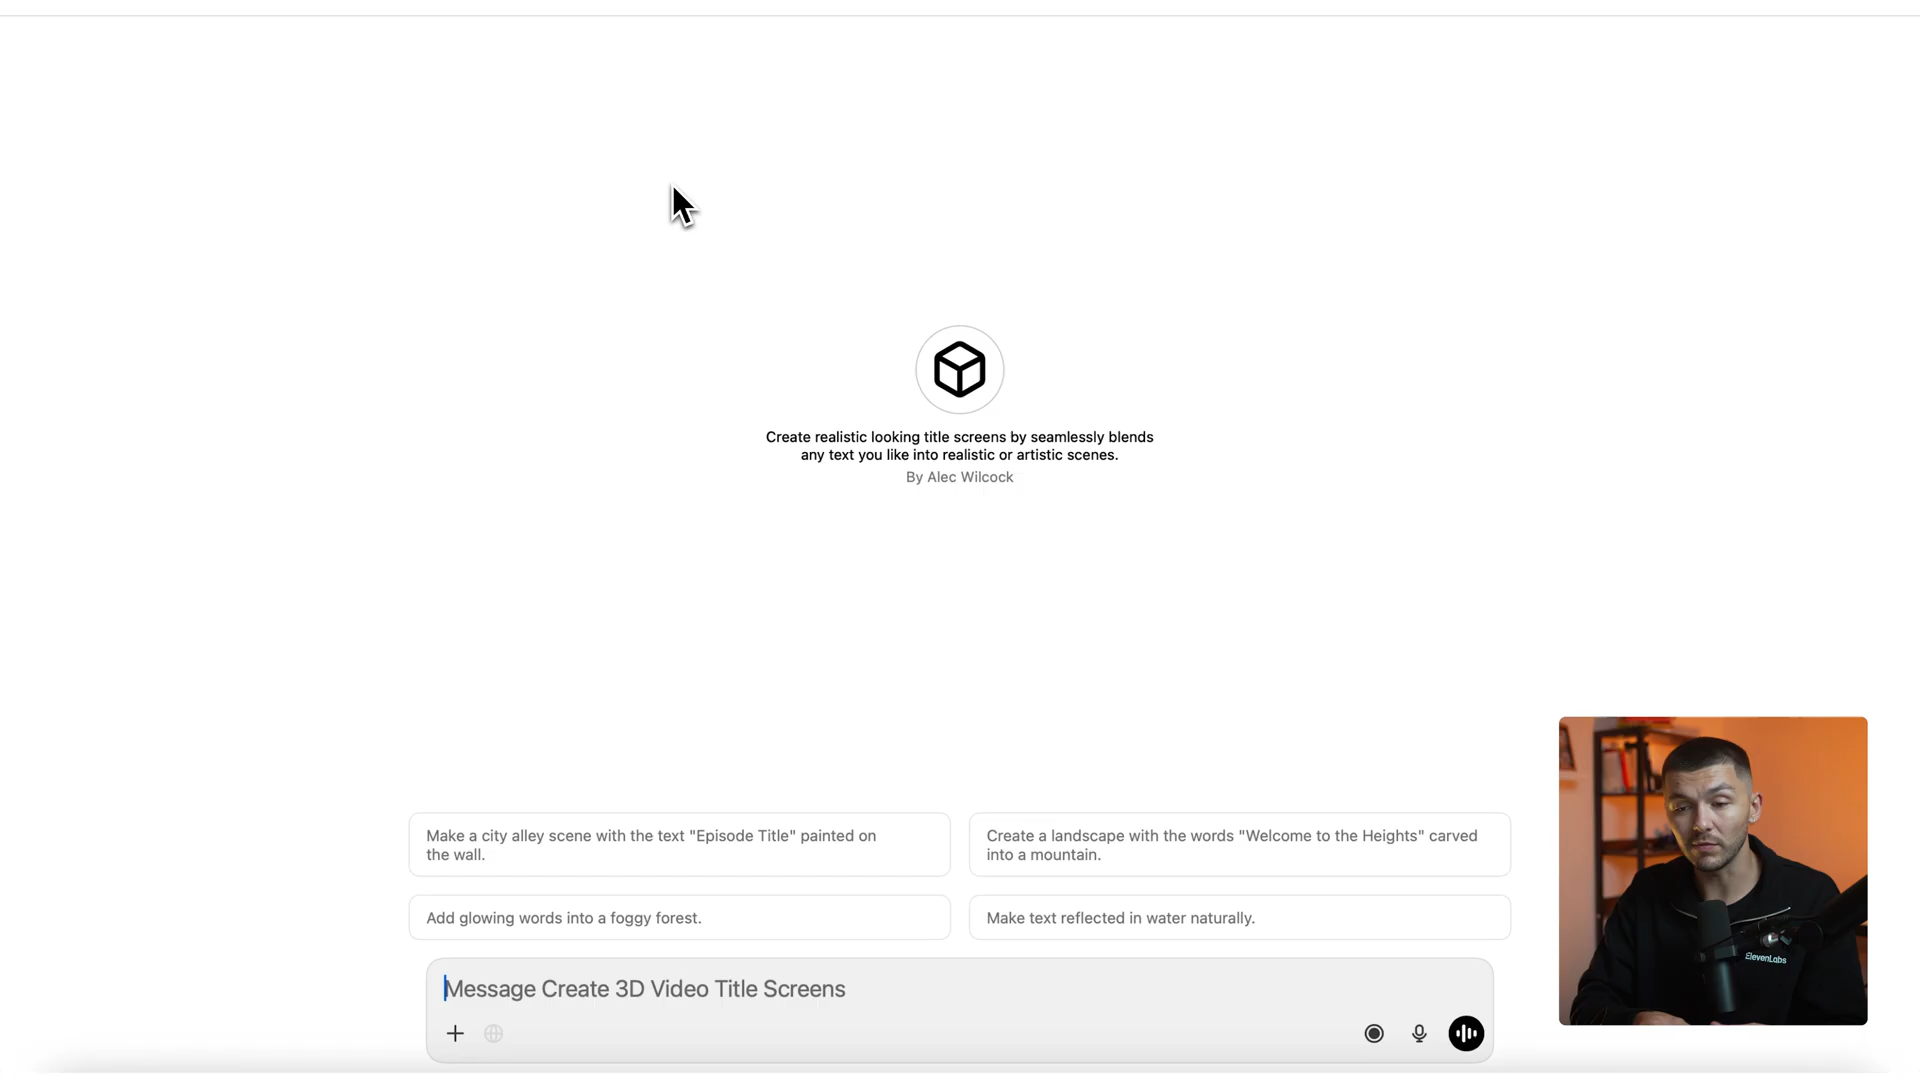 Create realistic looking title screens by seamlessly blends
any text you like into realistic or artistic scenes.
By Alec Wilcock
Make a city alley scene with the text "Episode Title" painted on
the wall.
Create a landscape with the words "Welcome to the Heights" carved
into a mountain.
Add glowing words into a foggy forest.
Make text reflected in water naturally.
Message Create 3D Video Title Screens
ElevenLabs